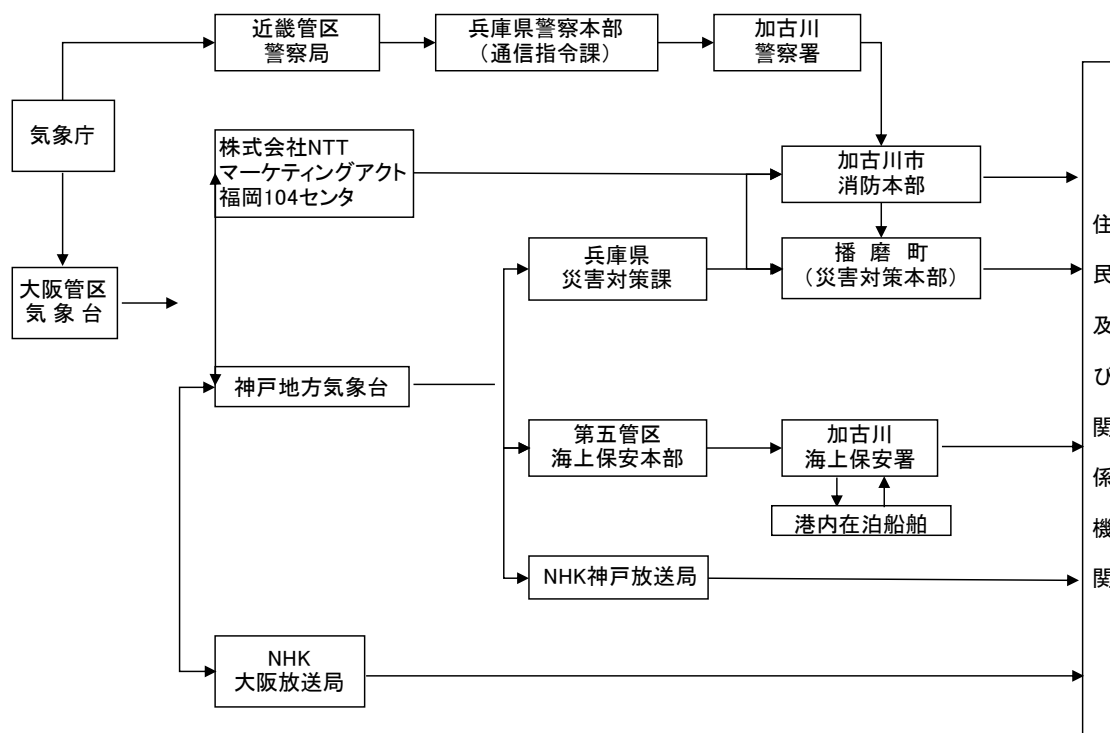 近畿管区
警察局
兵庫県警察本部
（通信指令課）
加古川
警察署
気象庁
株式会社NTT
マーケティングアクト
福岡104センタ
加古川市
消防本部
兵庫県
災害対策課
播 磨 町
（災害対策本部）
大阪管区
気 象 台
神戸地方気象台
第五管区
海上保安本部
加古川
海上保安署
港内在泊船舶
NHK神戸放送局
NHK
大阪放送局
住
民
及
び
関
係
機
関